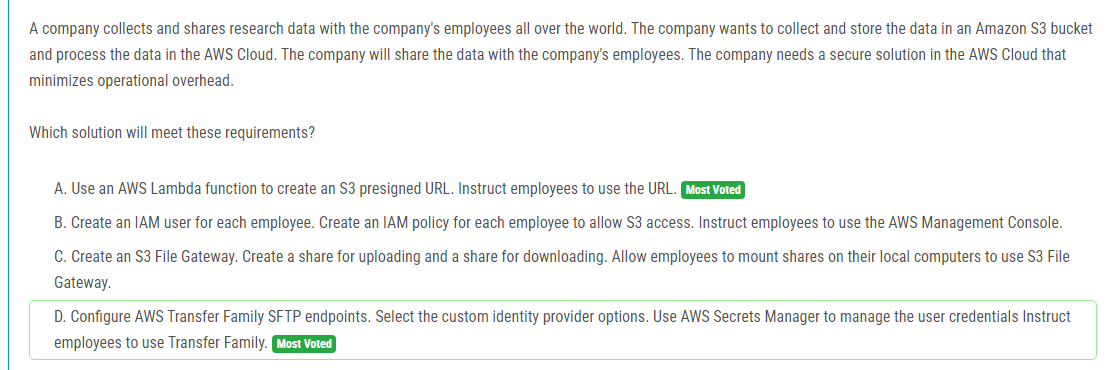 A company collects and shares research data with the company's employees all over the world. The company wants to collect and store the data in an Amazon S3 bucket
and process the data in the AWS Cloud. The company will share the data with the company's employees. The company needs a secure solution in the AWS Cloud that
minimizes operational overhead.
Which solution will meet these requirements?
A. Use an AWS Lambda function to create an S3 presigned URL. Instruct employees to use the URL. Most Voted
B. Create an IAM user for each employee. Create an IAM policy for each employee to allow S3 access. Instruct employees to use the AWS Management Console.
C. Create an S3 File Gateway. Create a share for uploading and a share for downloading. Allow employees to mount shares on their local computers to use S3 File
Gateway.
D. Configure AWS Transfer Family SFTP endpoints. Select the custom identity provider options. Use AWS Secrets Manager to manage the user credentials Instruct
employees to use Transfer Family. Most Voted